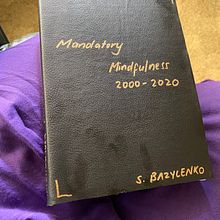 Mandatory
Mindfulness
2000-2020
L
S. BAZYLENKO